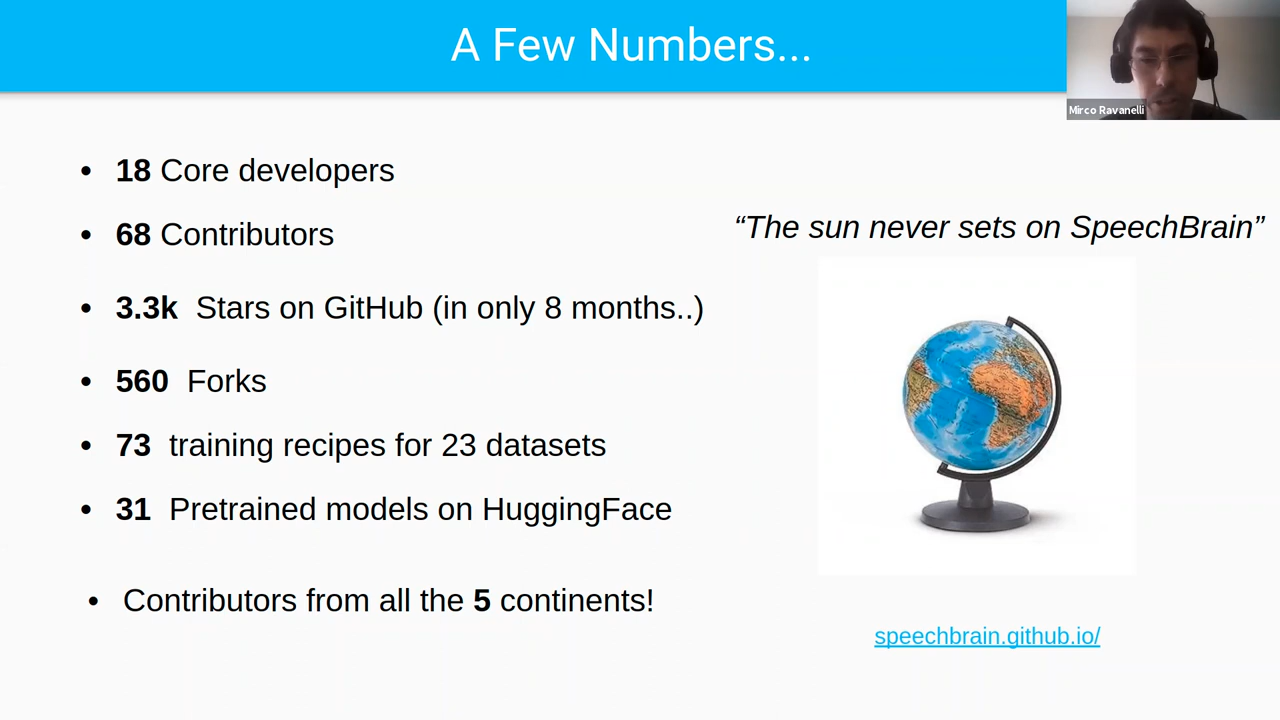 A Few Numbers...
Mirco Ravanelli
• 18 Core developers
• 68 Contributors
• 3.3k Stars on GitHub (in only 8 months..)
• 560 Forks
• 73 training recipes for 23 datasets
• 31 Pretrained models on HuggingFace
• Contributors from all the 5 continents!
“The sun never sets on SpeechBrain”
speechbrain.github.io/